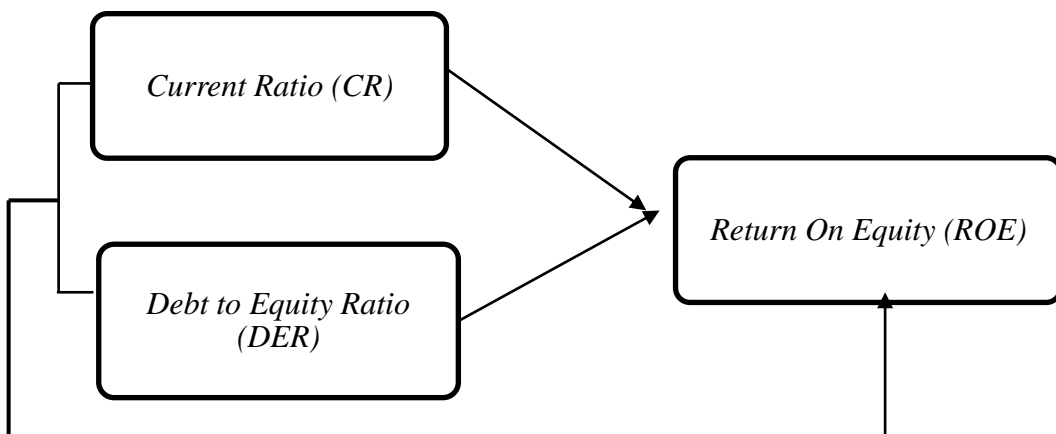 Current Ratio (CR)
Return On Equity (ROE)
Debt to Equity Ratio
(DER)